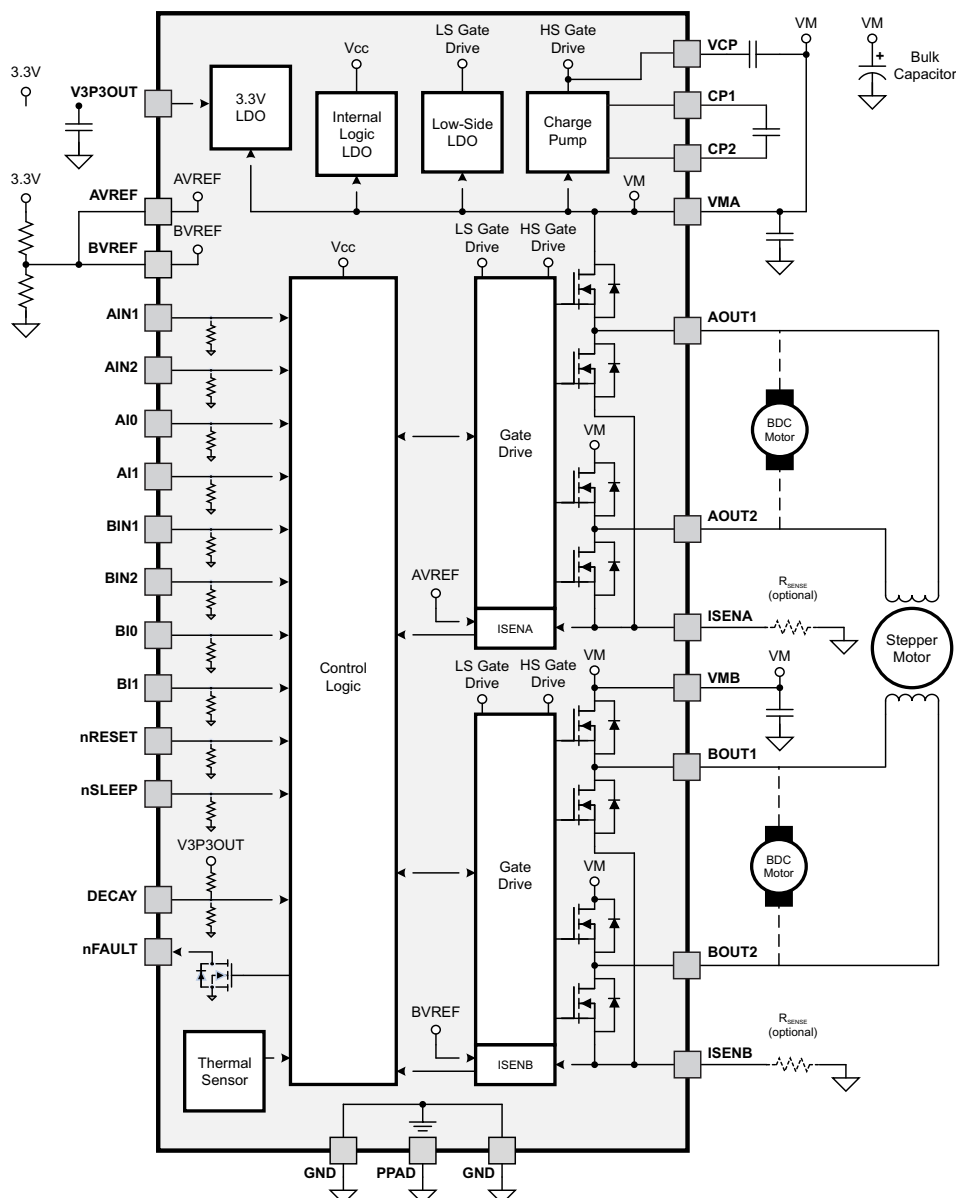 VM
VM
LS Gate
Drive
HS Gate
Drive
Vcc
VCP
+
Bulk
Capacitor
3.3V
V3P3OUT
3.3V
LDO
Internal
Logic
LDO
Low-Side
LDO
Charge
Pump
CP1
CP2
3.3V
AVREF
AVREF
VM
VMA
BVREF
BVREF
Vcc
LS Gate
Drive
HS Gate
Drive
AIN1
AOUT1
AIN2
AI0
BDC
Motor
Gate
Drive
VM
AI1
BIN1
AOUT2
BIN2
AVREF
RSENSE
(optional)
BI0
ISENA
ISENA
Stepper
Motor
Control
Logic
LS Gate
Drive
HS Gate
Drive
VM
VM
BI1
VMB
nRESET
BOUT1
nSLEEP
V3P3OUT
Gate
Drive
VM
BDC
Motor
DECAY
nFAULT
BOUT2
BVREF
RSENSE
(optional)
Thermal
Sensor
ISENB
ISENB
GND
PPAD
GND